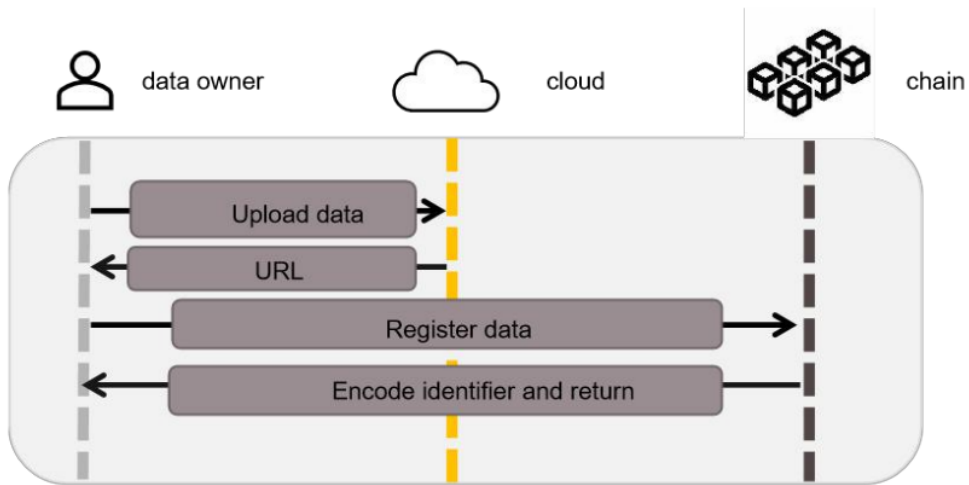 data owner
cloud
chain
Upload data
URL
Register data
Encode identifier and return